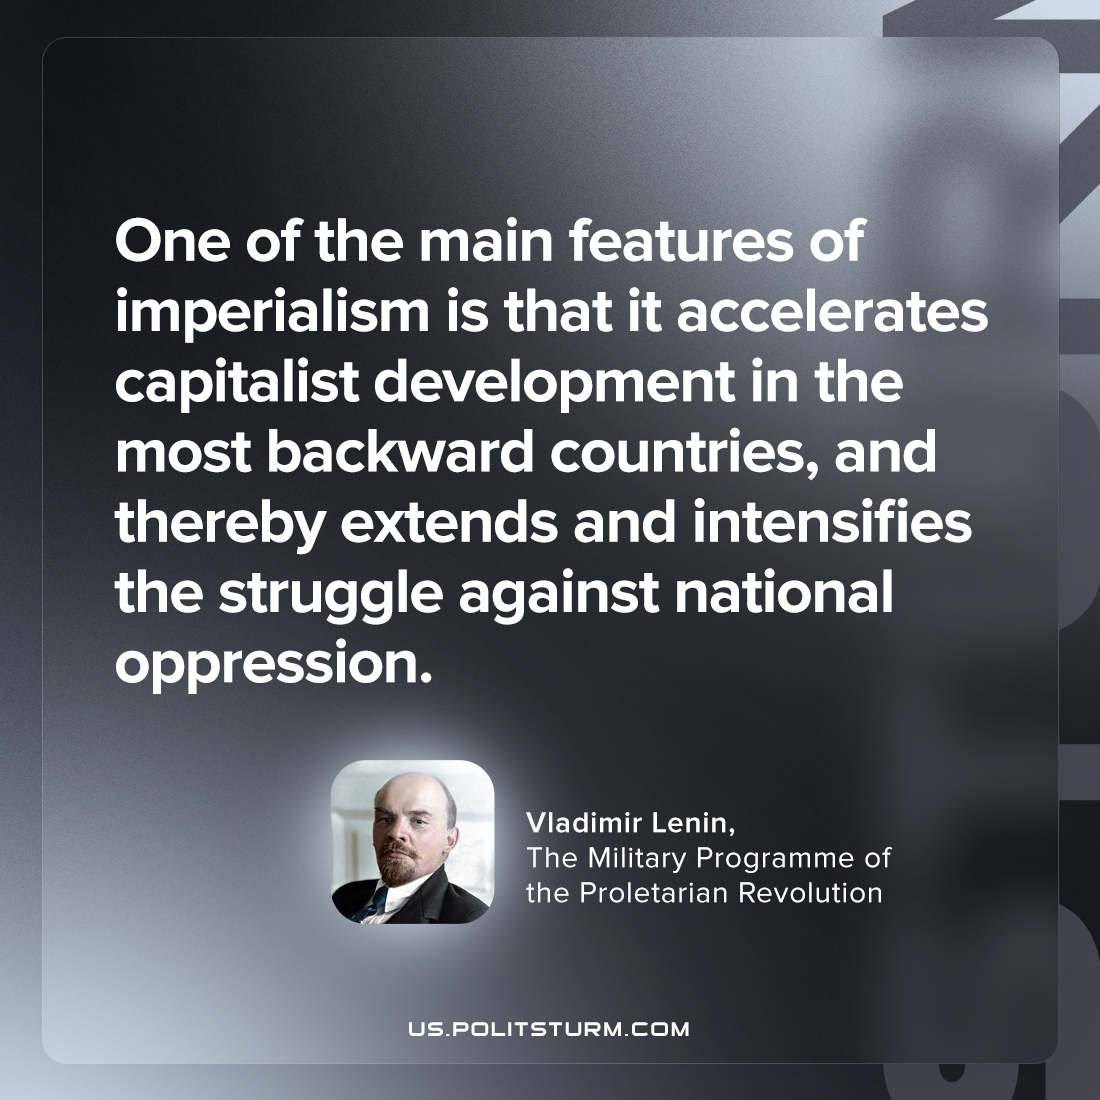 One of the main features of
imperialism is that it accelerates
capitalist development in the
most backward countries, and
thereby extends and intensifies
the struggle against national
oppression.
Vladimir Lenin,
The Military Programme of
the Proletarian Revolution
US.POLITSTURM.COM